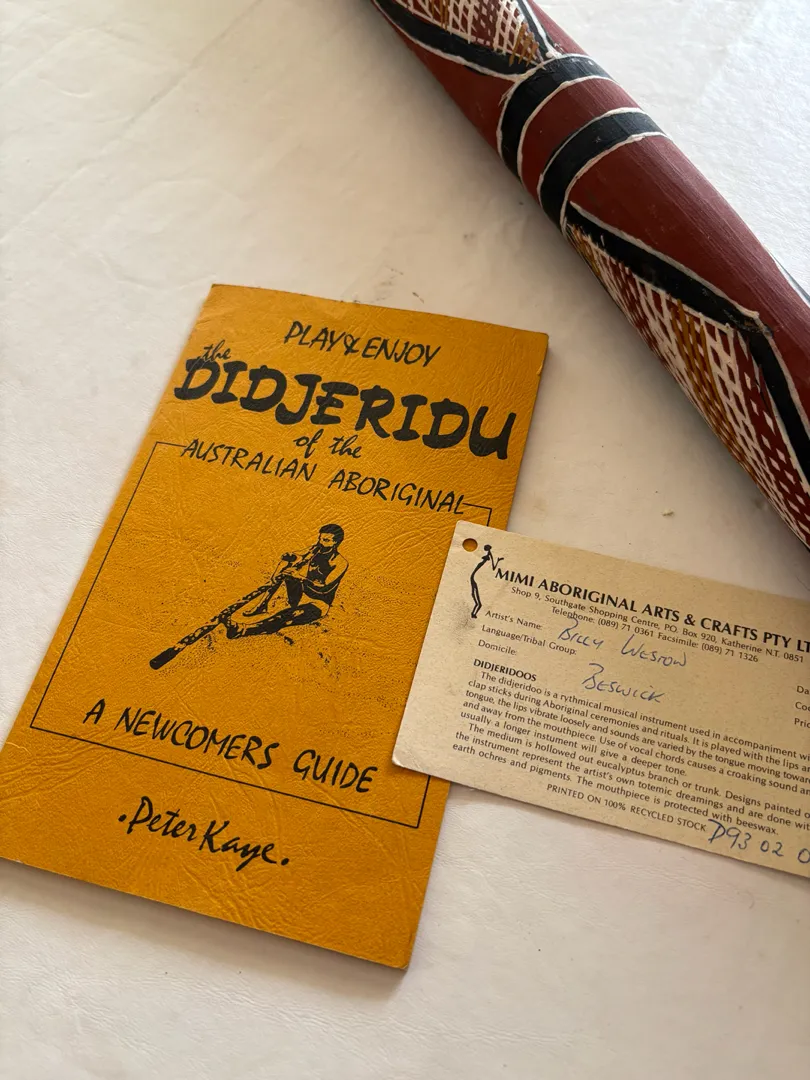 PLAY & ENJOY
the
DIDJERIDU
of the
AUSTRALIAN ABORIGINAL
A NEWCOMERS GUIDE
.Peter Kaye.
MIMI ABORIGINAL ARTS & CRAFTS PTY LT
Shop 9, Southgate Shopping Centre, P.O. Box 920, Katherine N.T. 0851
Telephone: (089) 71 0361 Facsimile: (089) 71 1326
Artist's Name: Billy Weston
Language/Tribal Group:
Domicile: Beswick
Da
Co
Pric
DIDJERIDOOS
The didjeridoo is a rythmical musical instrument used in accompaniment wi
clap sticks during Aboriginal ceremonies and rituals. It is played with the lips an
tongue, the lips vibrate loosely and sounds are varied by the tongue moving towar
and away from the mouthpiece. Use of vocal chords causes a croaking sound an
usually a longer instument will give a deeper tone.
The medium is hollowed out eucalyptus branch or trunk. Designs painted o
the instrument represent the artist's own totemic dreamings and are done wit
earth ochres and pigments. The mouthpiece is protected with beeswax.
PRINTED ON 100% RECYCLED STOCK D93 02 0